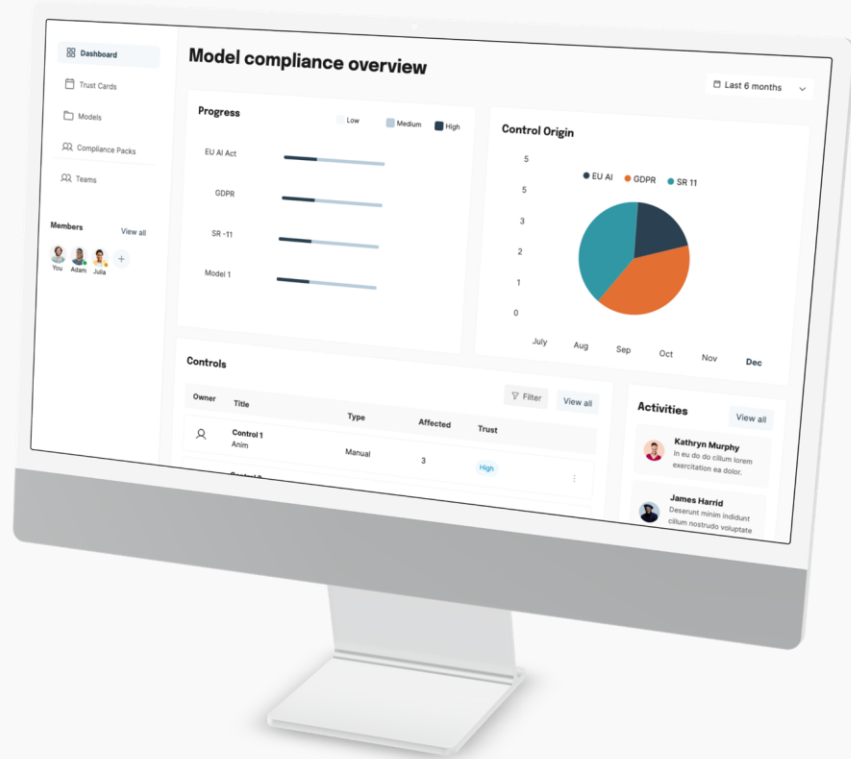 Dashboard
Trust Cards
Models
Compliance Packs
Teams
Members View all
You Adam Julia
Model compliance overview
Last 6 months
Progress
Low Medium High
EU AI Act
GDPR
SR -11
Model 1
Control Origin
EU AI GDPR SR 11
5
5
3
2
1
0
July Aug Sep Oct Nov Dec
Controls
Filter View all
Owner Title Type Affected Trust
Control 1
Anim
Manual 3 High
Activities View all
Kathryn Murphy
In eu do do cillum lorem
exercitation ea dolor.
James Harrid
Deserunt minim indidunt
cillum nostrudo voluptate